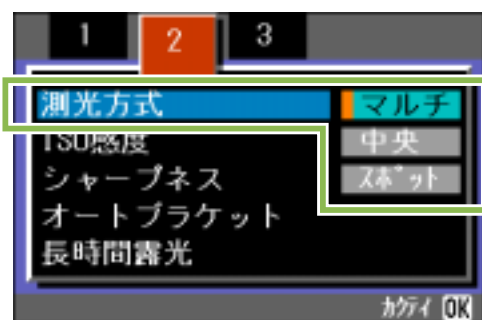 1 2 3
測光方式 マルチ
ISO感度 中央
シャープネス スポット
オートブラケット
長時間露光
カクテイ OK